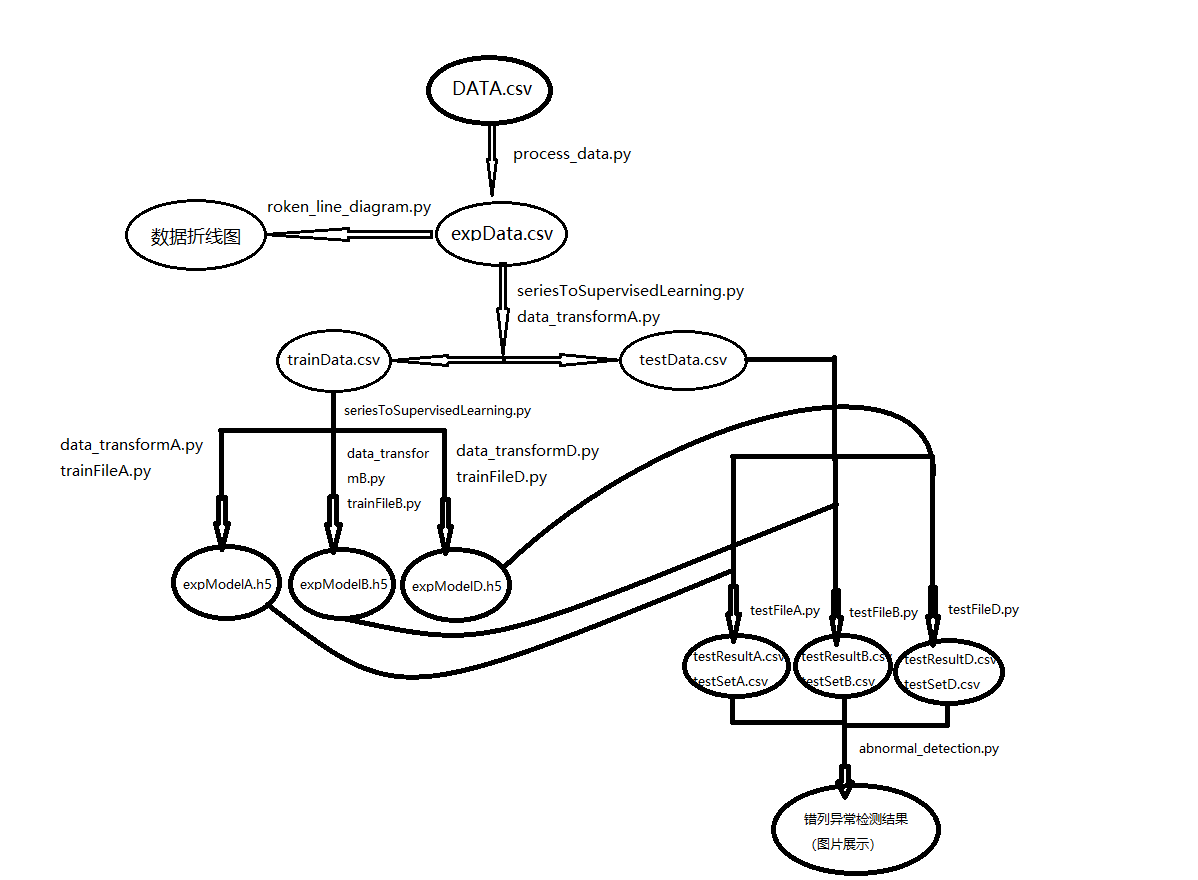 DATA.csv
process_data.py
roken_line_diagram.py
数据折线图
expData.csv
seriesToSupervisedLearning.py
data_transformA.py
trainData.csv
testData.csv
seriesToSupervisedLearning.py
data_transformA.py
trainFileA.py
data_transfor
mB.py
trainFileB.py
data_transformD.py
trainFileD.py
expModelA.h5
expModelB.h5
expModelD.h5
testFileA.py
testFileB.py
testFileD.py
testResultA.csv
testSetA.csv
testResultB.csv
testSetB.csv
testResultD.csv
testSetD.csv
abnormal_detection.py
错列异常检测结果
（图片展示）